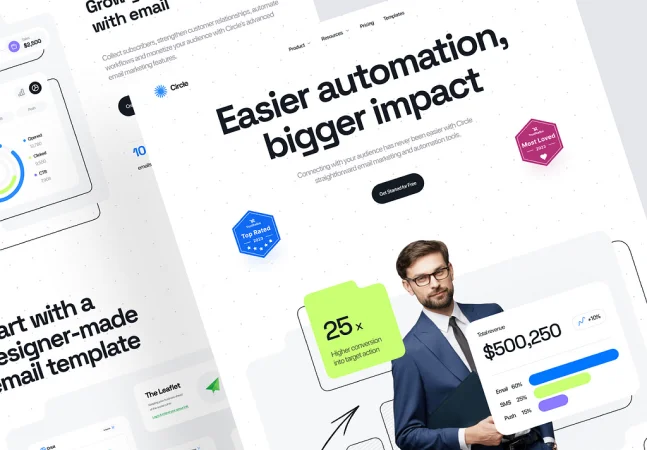 Grow
with email
Collect subscribers, strengthen customer relationships, automate
workflows and monetize your audience with Circle's advanced
email marketing features.
10
emails
$2,500
Opened
Clicked
CTR
art with a
esigner-made
email template
The Leaflet
Circle
Product
Resources
Pricing
Templates
Easier automation,
bigger impact
Connecting with your audience has never been easier with Circle
straightforward email marketing and automation tools.
Get Started for Free
Top Rated
2023
Most Loved
2023
25 x
Higher conversion
into target action
Total revenue
$500,250
+10%
Email 60%
SMS 25%
Push 15%